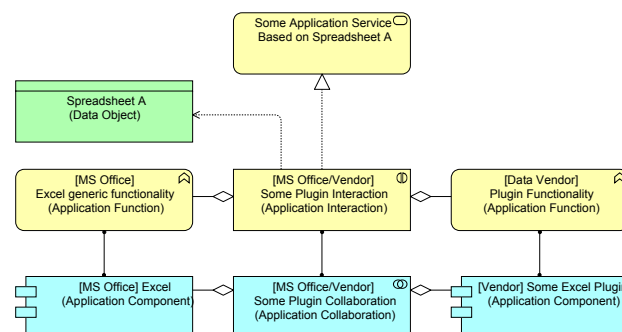 Some Application Service
Based on Spreadsheet A
Spreadsheet A
(Data Object)
[MS Office]
Excel generic functionality
(Application Function)
[MS Office/Vendor]
Some Plugin Interaction
(Application Interaction)
[Data Vendor]
Plugin Functionality
(Application Function)
[MS Office] Excel
(Application Component)
[MS Office/Vendor]
Some Plugin Collaboration
(Application Collaboration)
[Vendor] Some Excel Plugin
(Application Component)